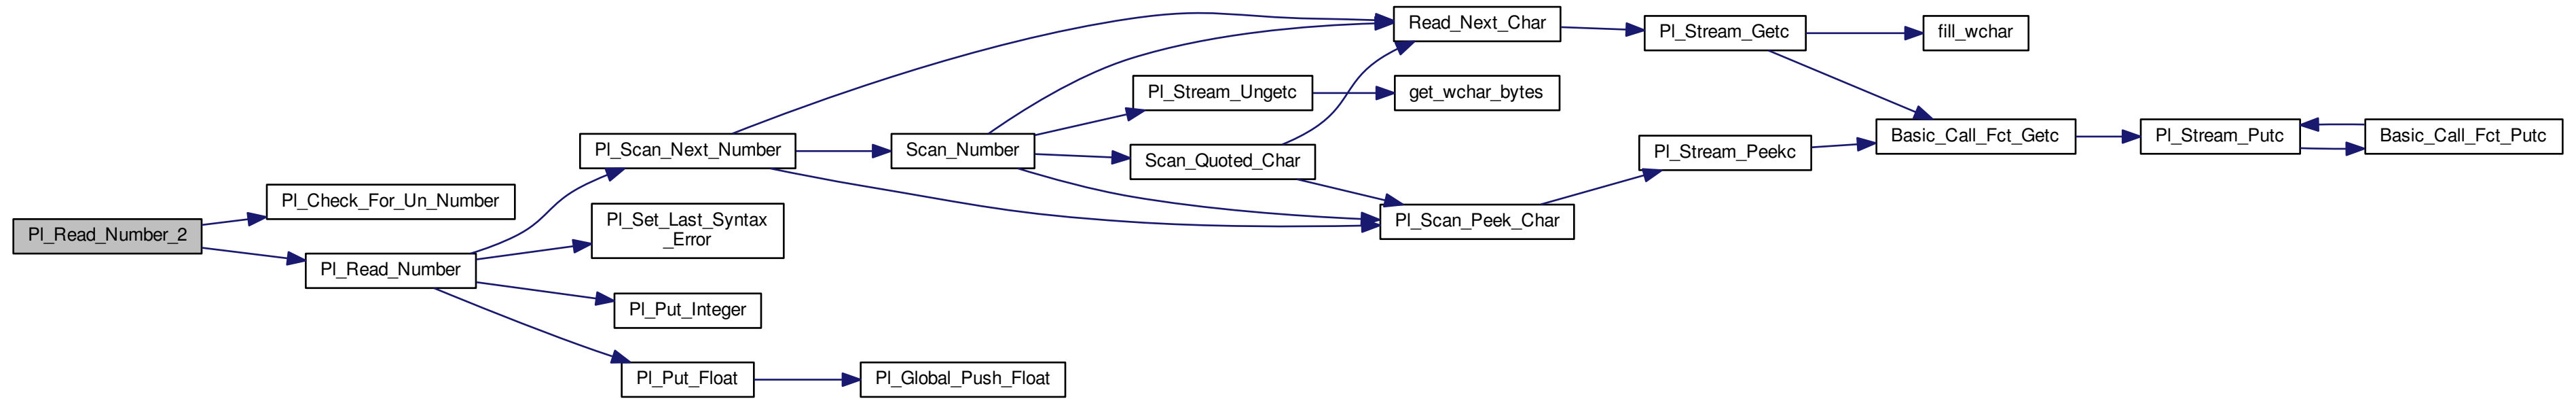 Pl_Read_Number_2
Pl_Check_For_Un_Number
Pl_Read_Number
Pl_Scan_Next_Number
Pl_Set_Last_Syntax
_Error
Pl_Put_Integer
Pl_Put_Float
Scan_Number
Pl_Global_Push_Float
Pl_Stream_Ungetc
Scan_Quoted_Char
Read_Next_Char
get_wchar_bytes
Pl_Scan_Peek_Char
Pl_Stream_Getc
Pl_Stream_Peekc
fill_wchar
Basic_Call_Fct_Getc
Pl_Stream_Putc
Basic_Call_Fct_Putc